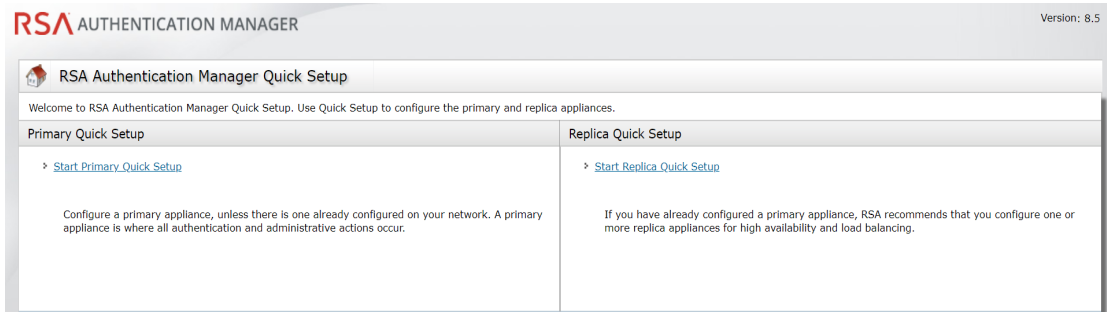 RSA AUTHENTICATION MANAGER
Version: 8.5
RSA Authentication Manager Quick Setup
Welcome to RSA Authentication Manager Quick Setup. Use Quick Setup to configure the primary and replica appliances.
Primary Quick Setup
Start Primary Quick Setup
Configure a primary appliance, unless there is one already configured on your network. A primary
appliance is where all authentication and administrative actions occur.
Replica Quick Setup
Start Replica Quick Setup
If you have already configured a primary appliance, RSA recommends that you configure one or
more replica appliances for high availability and load balancing.